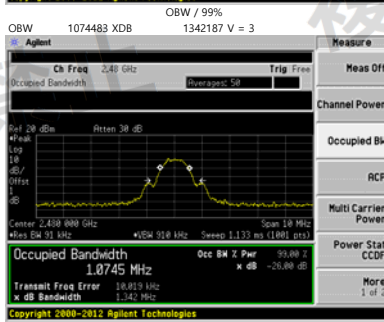 OBW / 99%
OBW 1074483 XDB 1342187 V = 3
Agilent
Measure
Ch Freq 2.48 GHz Trig Free
Meas Off
Occupied Bandwidth Averages: 50
Channel Power
Ref 20 dBm Atten 30 dB
#Peak
Log
10
dB/
Offst
1
dB
Occupied BW
ACP
Multi Carrier
Power
Center 2.480 000 GHz Span 10 MHz
#Res BW 91 kHz #VBW 910 kHz Sweep 1.133 ms (1001 pts)
Power Stat
CCDF
Occupied Bandwidth Occ BW % Pwr 99.00 %
1.0745 MHz x dB -26.00 dB
Transmit Freq Error 10.019 kHz
x dB Bandwidth 1.342 MHz
More
1 of 2
Copyright 2000-2012 Agilent Technologies